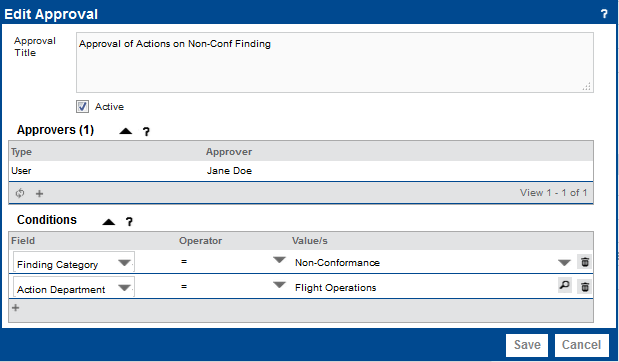 Edit Approval ?
Approval Title
Approval of Actions on Non-Conf Finding
Active
Approvers (1) ?
Type Approver
User Jane Doe
+ View 1 - 1 of 1
Conditions ?
Field Operator Value/s
Finding Category = Non-Conformance
Action Department = Flight Operations
+
Save Cancel